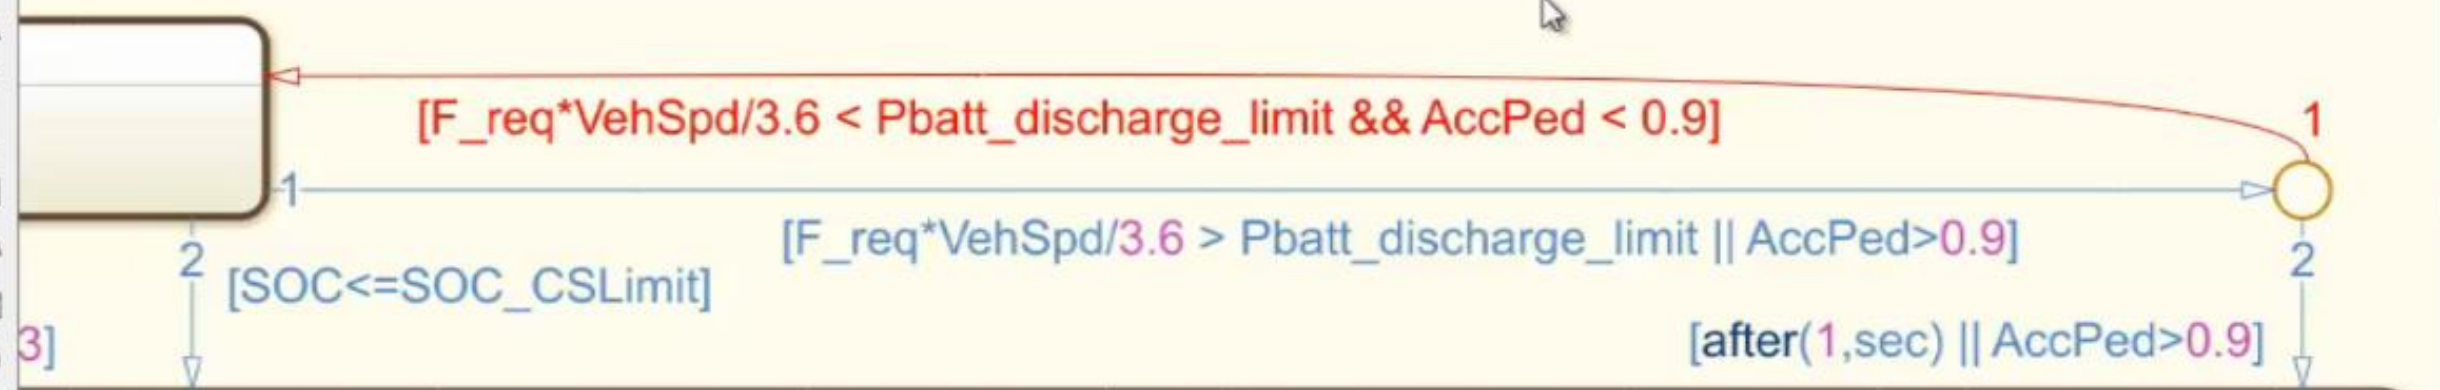 [F_req*VehSpd/3.6 < Pbatt_discharge_limit && AccPed < 0.9]
1
1
[F_req*VehSpd/3.6 > Pbatt_discharge_limit || AccPed>0.9]
2
[SOC<=SOC_CSLimit]
2
3]
[after(1,sec) || AccPed>0.9]